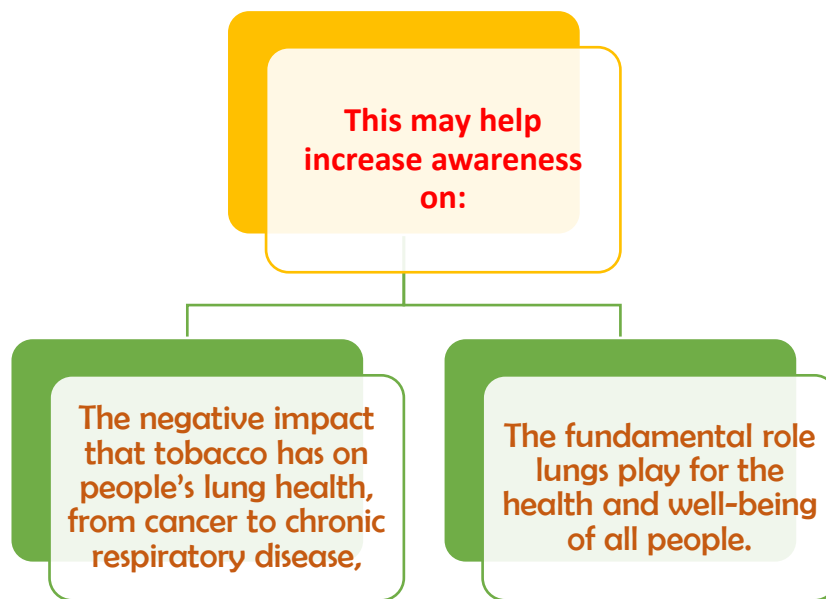 This may help
increase awareness
on:
The negative impact
that tobacco has on
people’s lung health,
from cancer to chronic
respiratory disease,
The fundamental role
lungs play for the
health and well-being
of all people.